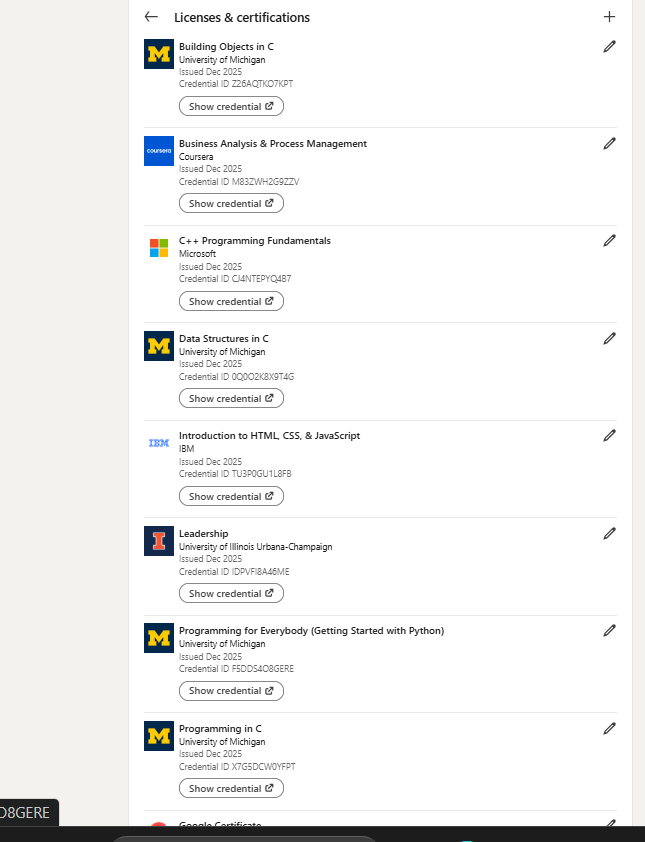 Licenses & certifications
Building Objects in C
University of Michigan
Issued Dec 2025
Credential ID Z26AQTKO7KPT
Show credential
coursera
Business Analysis & Process Management
Coursera
Issued Dec 2025
Credential ID M83ZWH2G9ZZV
Show credential
C++ Programming Fundamentals
Microsoft
Issued Dec 2025
Credential ID CJ4NTEPYQ4B7
Show credential
Data Structures in C
University of Michigan
Issued Dec 2025
Credential ID 0Q0O2K8X9T4G
Show credential
IBM
Introduction to HTML, CSS, & JavaScript
IBM
Issued Dec 2025
Credential ID TU3P0GU1L8FB
Show credential
Leadership
University of Illinois Urbana-Champaign
Issued Dec 2025
Credential ID IDPVFI8A46ME
Show credential
Programming for Everybody (Getting Started with Python)
University of Michigan
Issued Dec 2025
Credential ID F5DDS4O8GERE
Show credential
Programming in C
University of Michigan
Issued Dec 2025
Credential ID X7G5DCW0YFPT
Show credential
O8GERE
Google Certificate